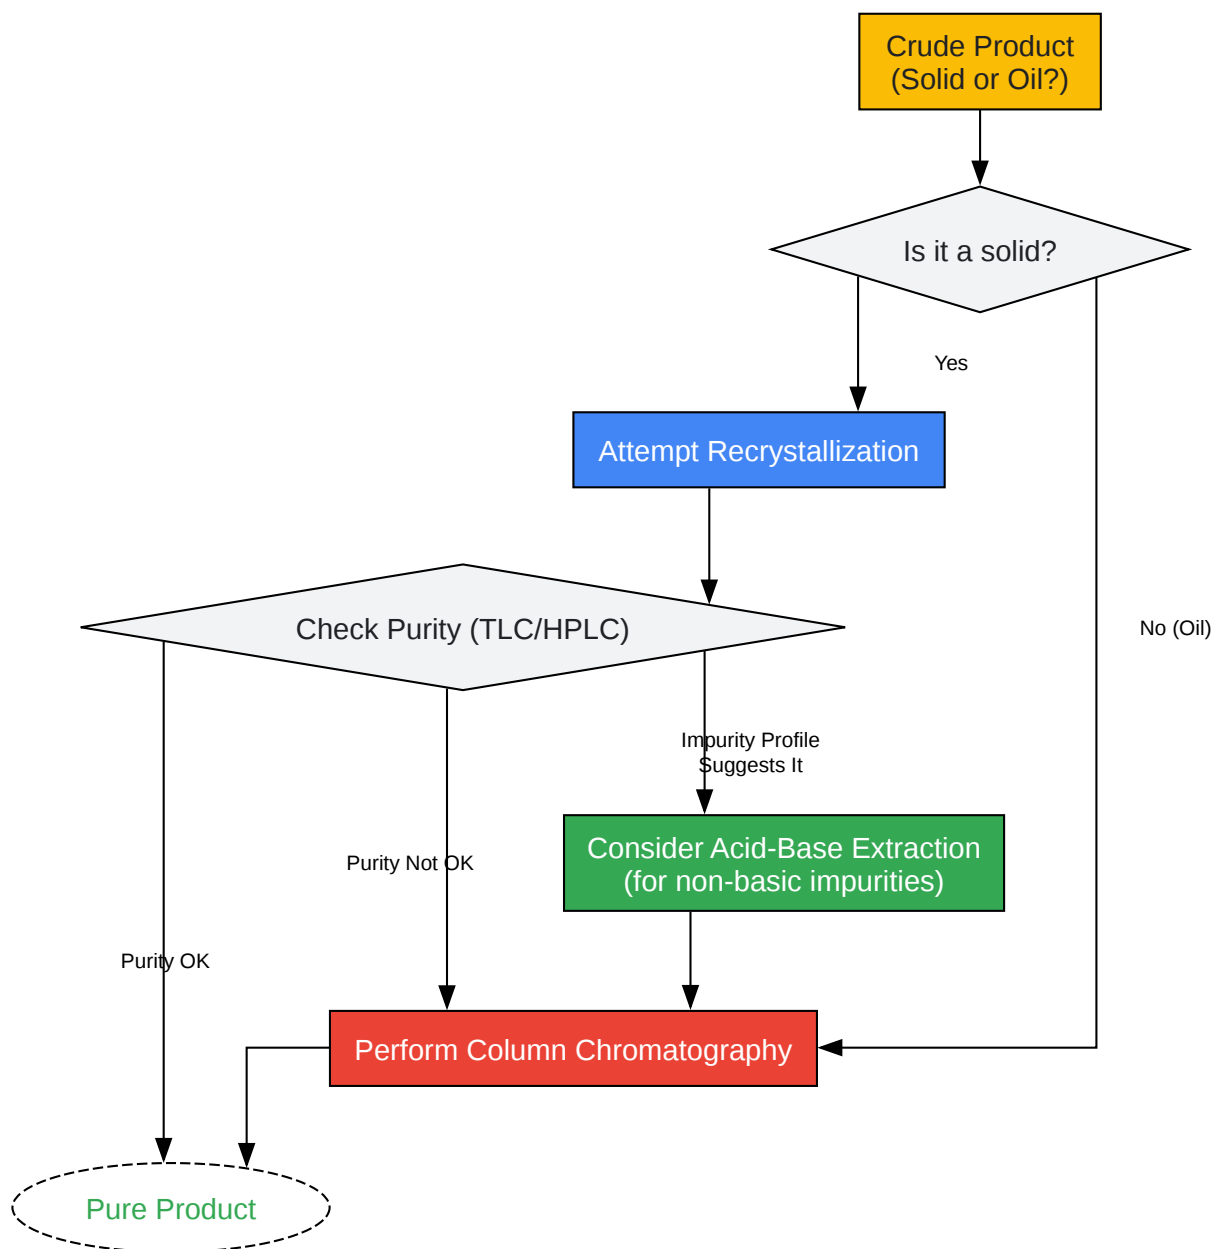 Crude Product
(Solid or Oil?)
Is it a solid?
Yes
Attempt Recrystallization
Check Purity (TLC/HPLC)
No (Oil)
Impurity Profile
Suggests It
Consider Acid-Base Extraction
(for non-basic impurities)
Purity Not OK
Purity OK
Perform Column Chromatography
Pure Product